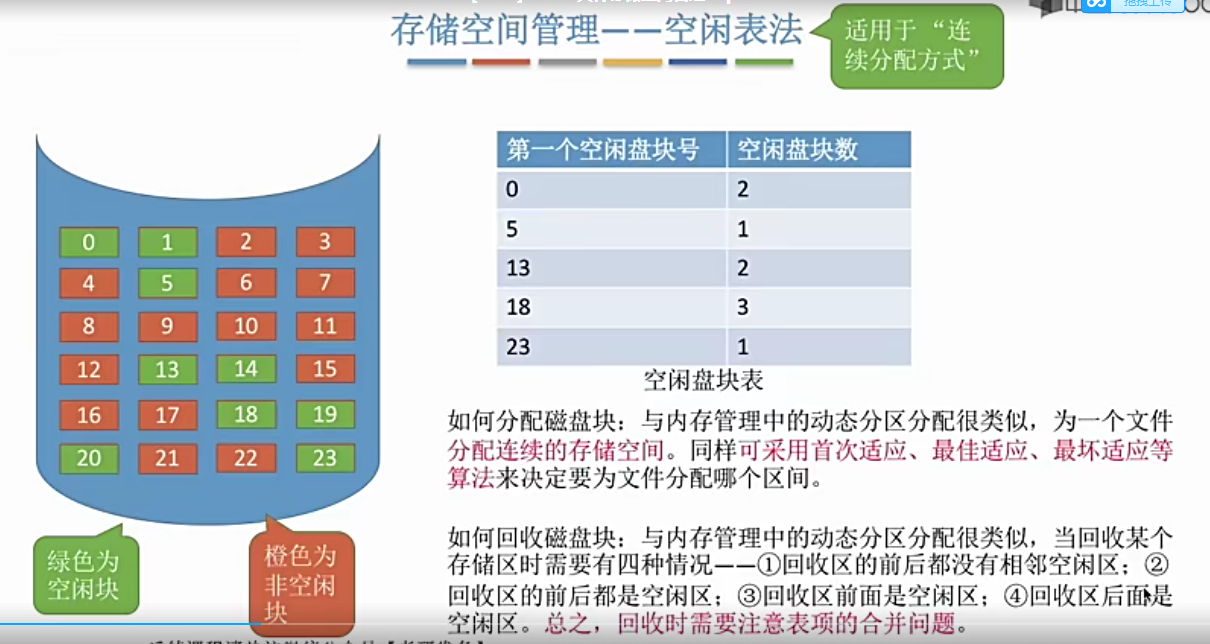 存储空间管理——空闲表法
适用于“连
续分配方式”
拖拽上传
第一个空闲盘块号 空闲盘块数
0 2
5 1
13 2
18 3
23 1
空闲盘块表
0 1 2 3
4 5 6 7
8 9 10 11
12 13 14 15
16 17 18 19
20 21 22 23
绿色为
空闲块
橙色为
非空闲
块
如何分配磁盘块：与内存管理中的动态分区分配很类似，为一个文件
分配连续的存储空间。同样可采用首次适应、最佳适应、最坏适应等
算法来决定要为文件分配哪个区间。
如何回收磁盘块：与内存管理中的动态分区分配很类似，当回收某个
存储区时需要有四种情况——①回收区的前后都没有相邻空闲区；②
回收区的前后都是空闲区；③回收区前面是空闲区；④回收区后面是
空闲区。总之，回收时需要注意表项的合并问题。